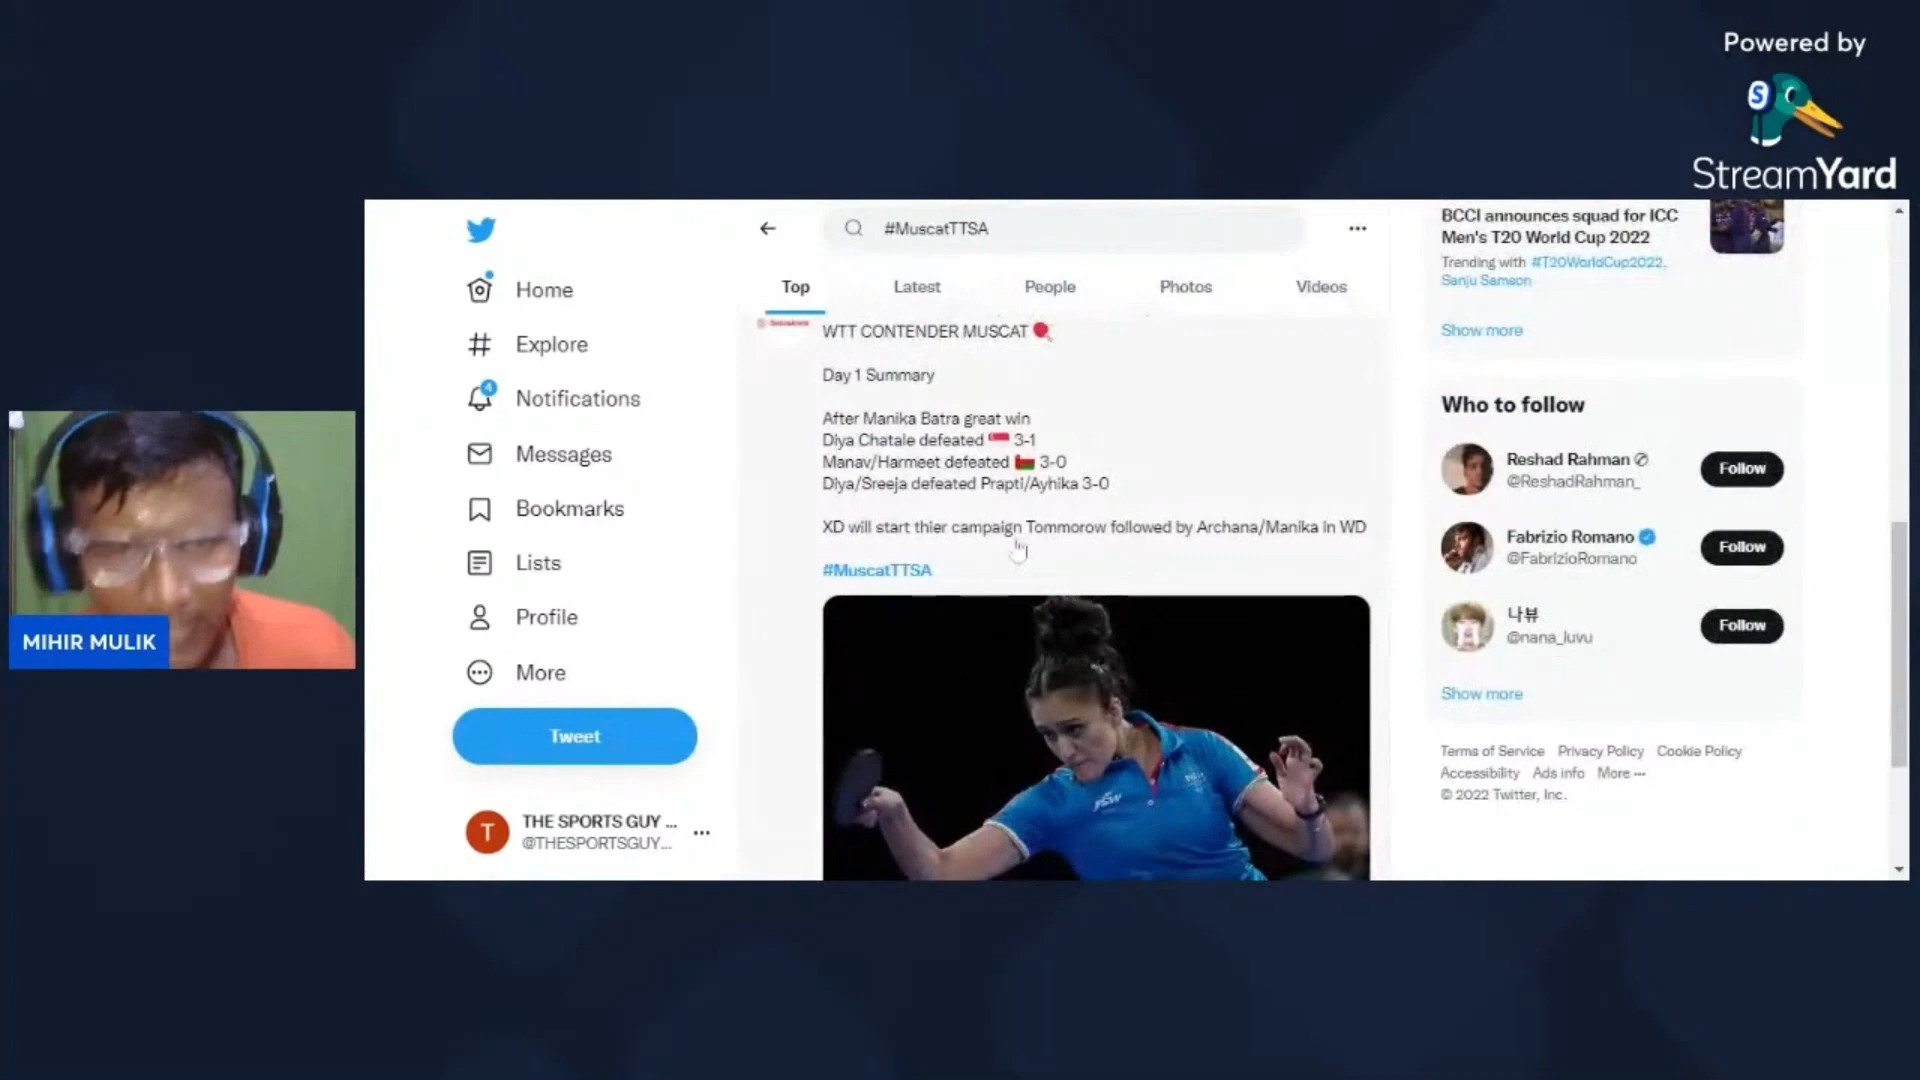 Powered by
StreamYard
MIHIR MULIK
Home
Explore
4
Notifications
Messages
Bookmarks
Lists
Profile
More
Tweet
T
THE SPORTS GUY ...
@THESPORTSGUY...
#MuscatTTSA
Top
Latest
People
Photos
Videos
WTT CONTENDER MUSCAT
Day 1 Summary
After Manika Batra great win
Diya Chatale defeated 3-1
Manav/Harmeet defeated 3-0
Diya/Sreeja defeated Prapti/Ayhika 3-0
XD will start thier campaign Tommorow followed by Archana/Manika in WD
#MuscatTTSA
JSW
BCCI announces squad for ICC
Men's T20 World Cup 2022
Trending with #T20WorldCup2022,
Sanju Samson
Show more
Who to follow
Reshad Rahman
@ReshadRahman_
Follow
Fabrizio Romano
@FabrizioRomano
Follow
나뷰
@nana_luvu
Follow
Show more
Terms of Service Privacy Policy Cookie Policy
Accessibility Ads info More ...
© 2022 Twitter, Inc.